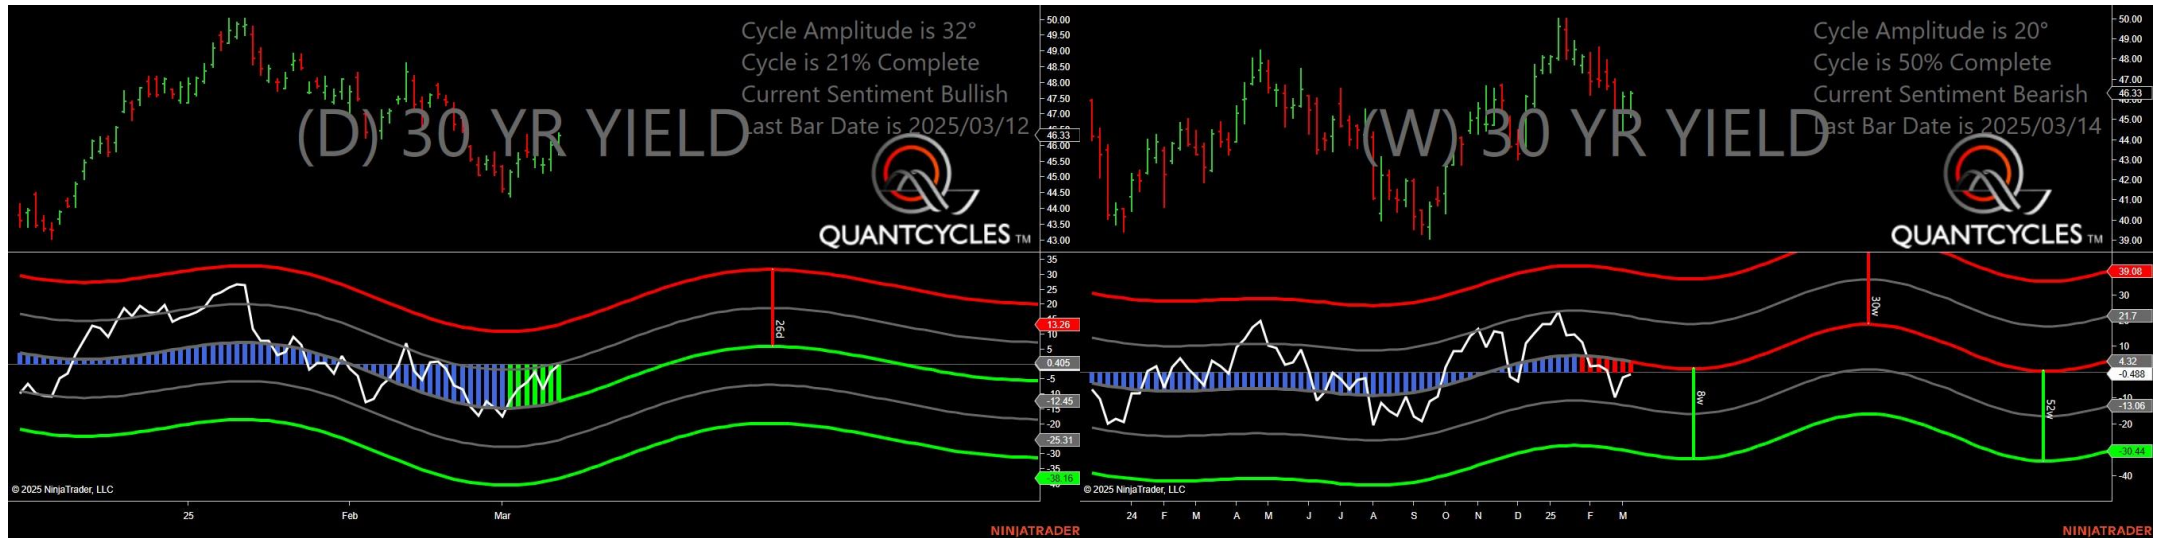 Cycle Amplitude is 32°
Cycle is 21% Complete
Current Sentiment Bullish
Last Bar Date is 2025/03/12
(D) 30 YR YIELD
QUANTCYCLES TM
50.00
49.50
49.00
48.50
48.00
47.50
47.00
46.33
46.00
45.50
45.00
44.50
44.00
43.50
43.00
35
30
25
20
13.26
10
5
0.405
-5
-12.45
-15
-20
-25.31
-30
-35
-38.16
26d
© 2025 NinjaTrader, LLC
25 Feb Mar
NINJATRADER
Cycle Amplitude is 20°
Cycle is 50% Complete
Current Sentiment Bearish
Last Bar Date is 2025/03/14
(W) 30 YR YIELD
QUANTCYCLES TM
50.00
49.00
48.00
47.00
46.33
46.00
45.00
44.00
43.00
42.00
41.00
40.00
39.00
39.08
30
21.7
10
4.32
-0.488
-10
-13.06
-20
-30.44
-40
8w
30w
52w
© 2025 NinjaTrader, LLC
24 F M A M J J A S O N D 25 F M
NINJATRADER